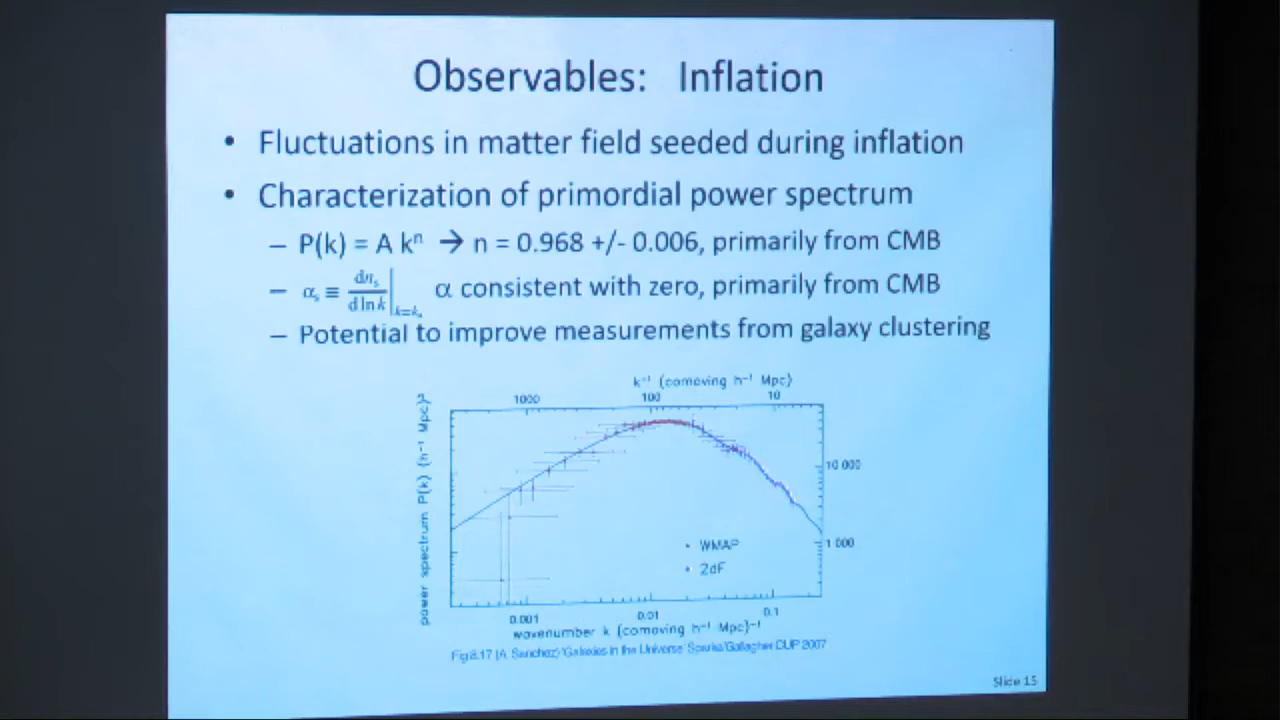 Observables: Inflation
• Fluctuations in matter field seeded during inflation
• Characterization of primordial power spectrum
– P(k) = A kⁿ → n = 0.968 +/- 0.006, primarily from CMB
– αₛ ≡ dnₛ / d ln k |ₖ₌ₖ α consistent with zero, primarily from CMB
– Potential to improve measurements from galaxy clustering
k⁻¹ (comoving h⁻¹ Mpc)
1000 100 10
power spectrum P(k) (h⁻¹ Mpc)³
10 000
1 000
• WMAP
• 2dF
0.001 0.01 0.1
wavenumber k (comoving h⁻¹ Mpc)⁻¹
Fig 8.17 (A. Sanchez) 'Galaxies in the Universe' Sparke/Gallagher CUP 2007
Slide 15